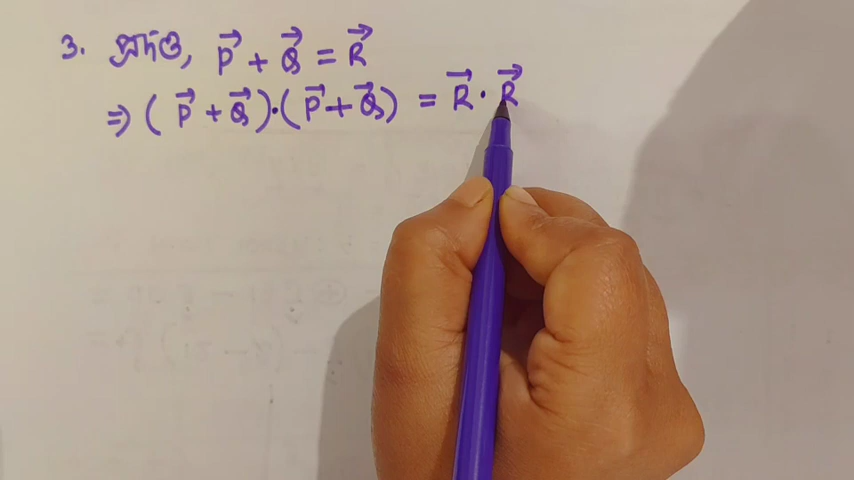 3. প্রদত্ত, P⃗ + Q⃗ = R⃗
⇒ (P⃗ + Q⃗)·(P⃗ + Q⃗) = R⃗ · R⃗